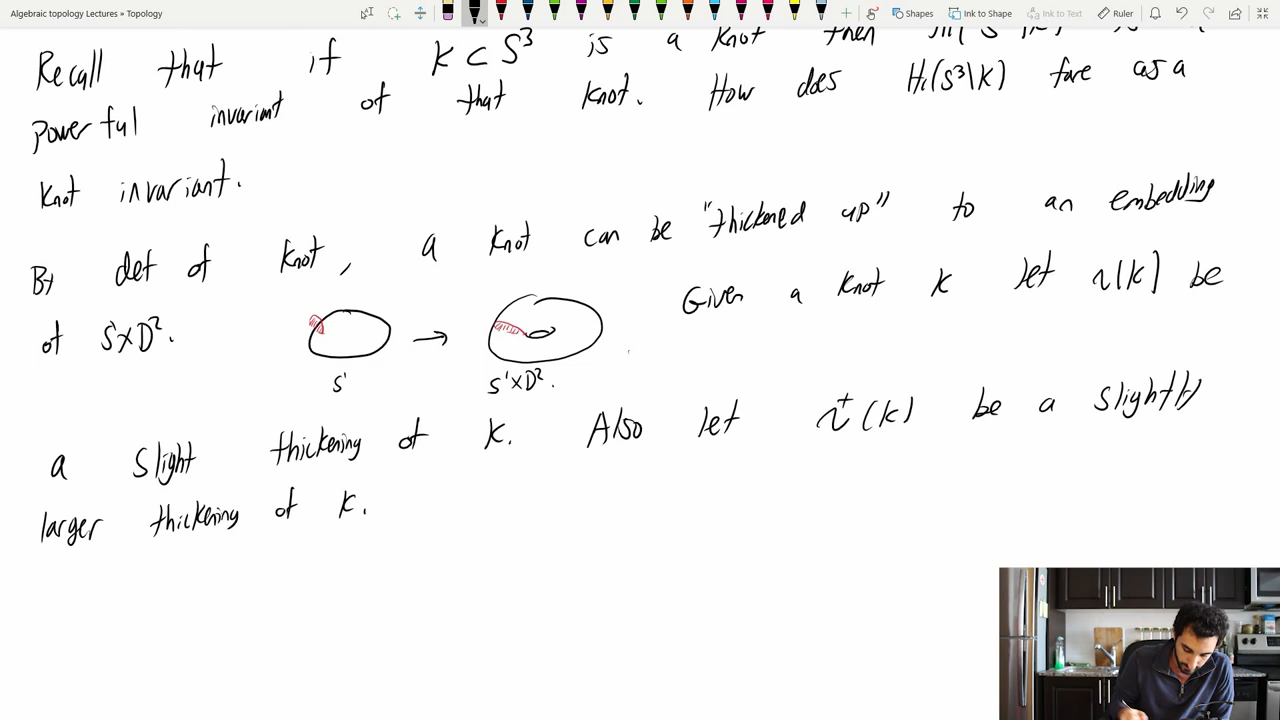 Algebraic topology Lectures » Topology
Shapes Ink to Shape Ink to Text Ruler
Recall that if K ⊂ S³ is a knot then
powerful invariant of that knot. How does H₁(S³\K) fare as a
knot invariant.
By def of knot, a knot can be "thickened up" to an embedding
of S¹×D². Given a knot K let η(K) be
S¹ S¹×D².
a slight thickening of K. Also let η⁺(K) be a slightly
larger thickening of K.